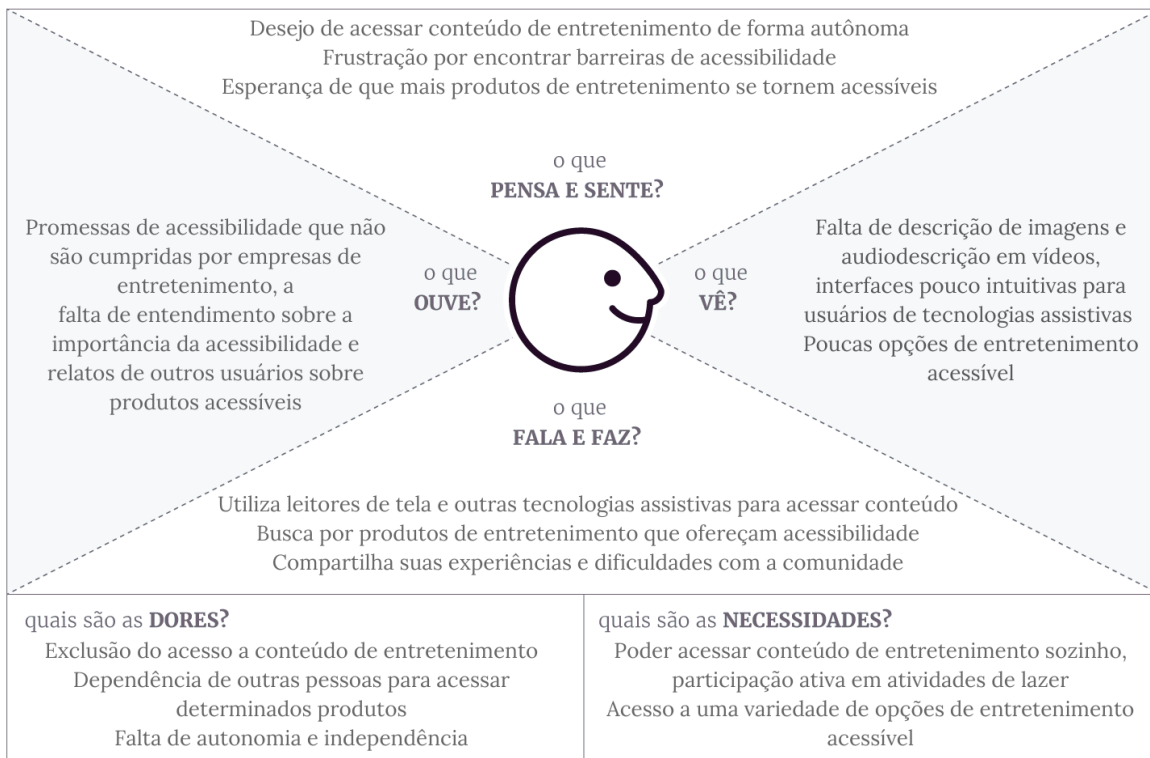 Desejo de acessar conteúdo de entretenimento de forma autônoma
Frustração por encontrar barreiras de acessibilidade
Esperança de que mais produtos de entretenimento se tornem acessíveis
o que
PENSA E SENTE?
Promessas de acessibilidade que não
são cumpridas por empresas de
entretenimento, a
falta de entendimento sobre a
importância da acessibilidade e
relatos de outros usuários sobre
produtos acessíveis
o que
OUVE?
o que
VÊ?
Falta de descrição de imagens e
audiodescrição em vídeos,
interfaces pouco intuitivas para
usuários de tecnologias assistivas
Poucas opções de entretenimento
acessível
o que
FALA E FAZ?
Utiliza leitores de tela e outras tecnologias assistivas para acessar conteúdo
Busca por produtos de entretenimento que ofereçam acessibilidade
Compartilha suas experiências e dificuldades com a comunidade
quais são as DORES?
Exclusão do acesso a conteúdo de entretenimento
Dependência de outras pessoas para acessar
determinados produtos
Falta de autonomia e independência
quais são as NECESSIDADES?
Poder acessar conteúdo de entretenimento sozinho,
participação ativa em atividades de lazer
Acesso a uma variedade de opções de entretenimento
acessível